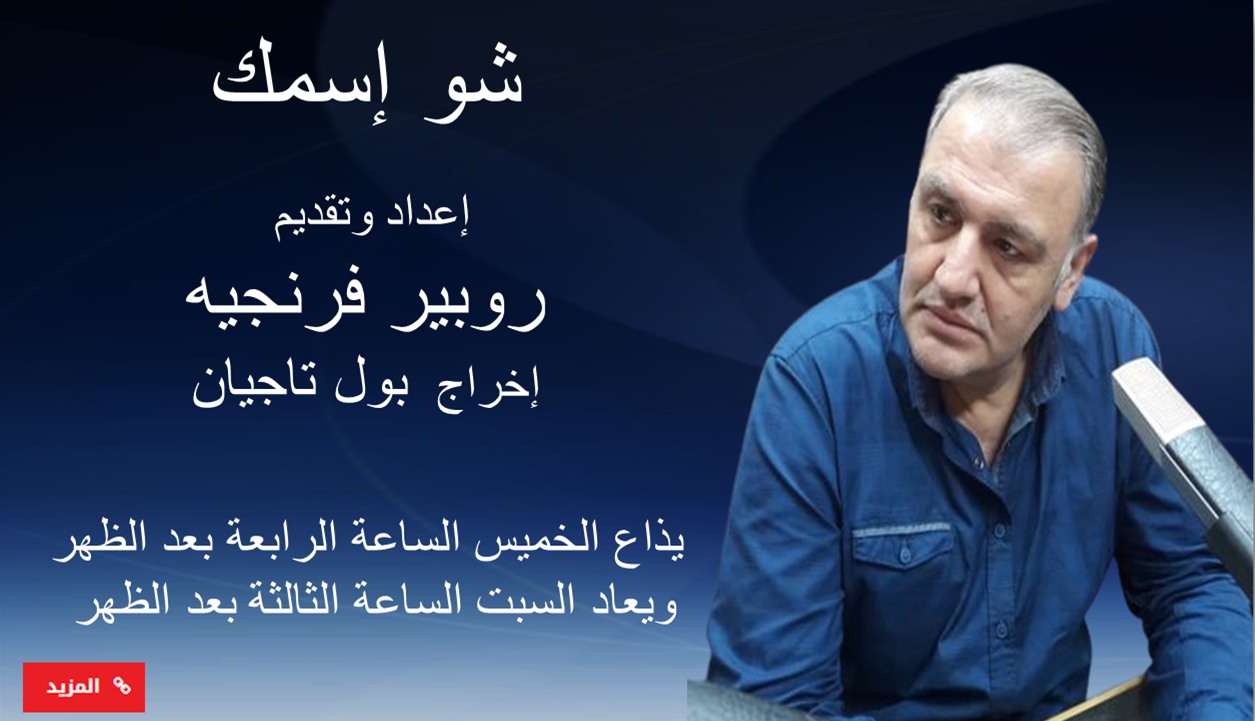 شو إسمك
إعداد وتقديم
روبير فرنجيه
إخراج بول تاجيان
يذاع الخميس الساعة الرابعة بعد الظهر
ويعاد السبت الساعة الثالثة بعد الظهر
المزيد